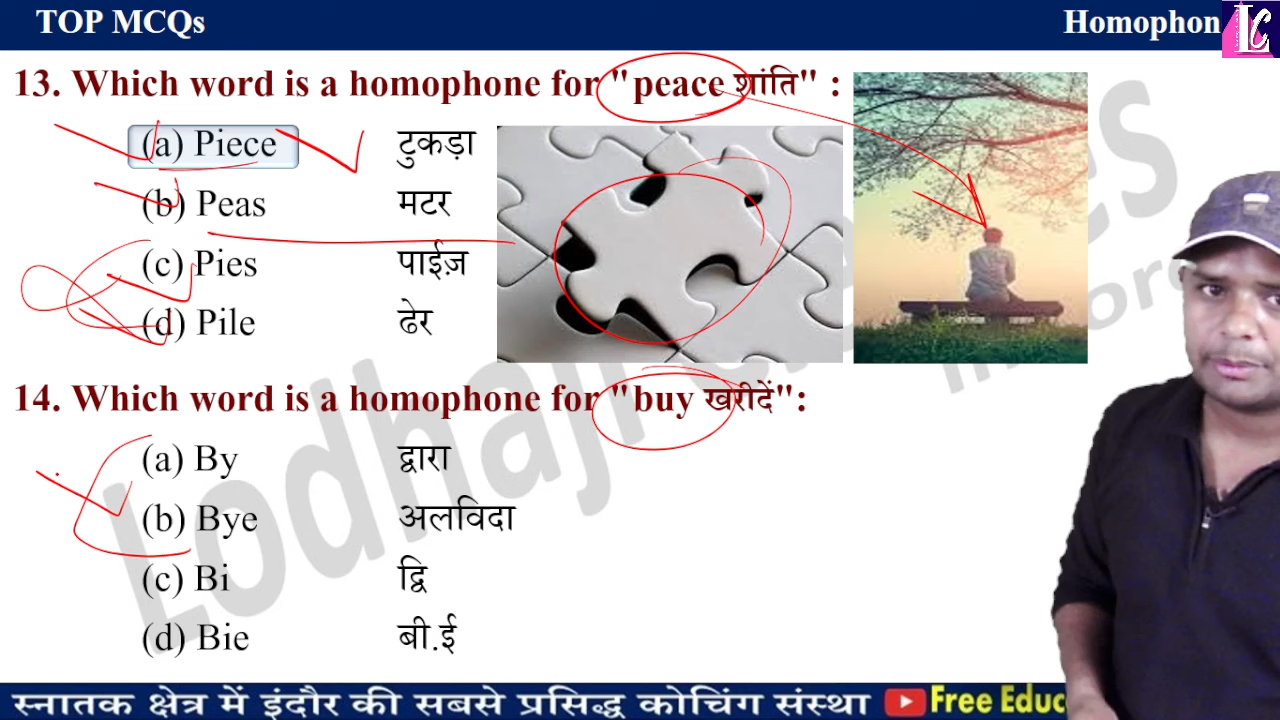 TOP MCQs
Homophon
LC
13. Which word is a homophone for "peace शांति" :
(a) Piece टुकड़ा
(b) Peas मटर
(c) Pies पाईज़
(d) Pile ढेर
14. Which word is a homophone for "buy खरीदें":
(a) By द्वारा
(b) Bye अलविदा
(c) Bi द्वि
(d) Bie बी.ई
स्नातक क्षेत्र में इंदौर की सबसे प्रसिद्ध कोचिंग संस्था Free Educ